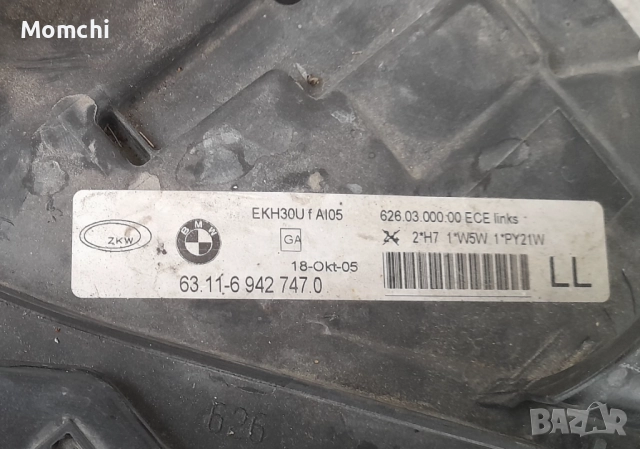 Momchi
ZKW
BMW
EKH30U f AI05
GA
18-Okt-05
63.11-6 942 747.0
626.03.000.00 ECE links
2*H7 1*W5W 1*PY21W
LL
626
BAZAR